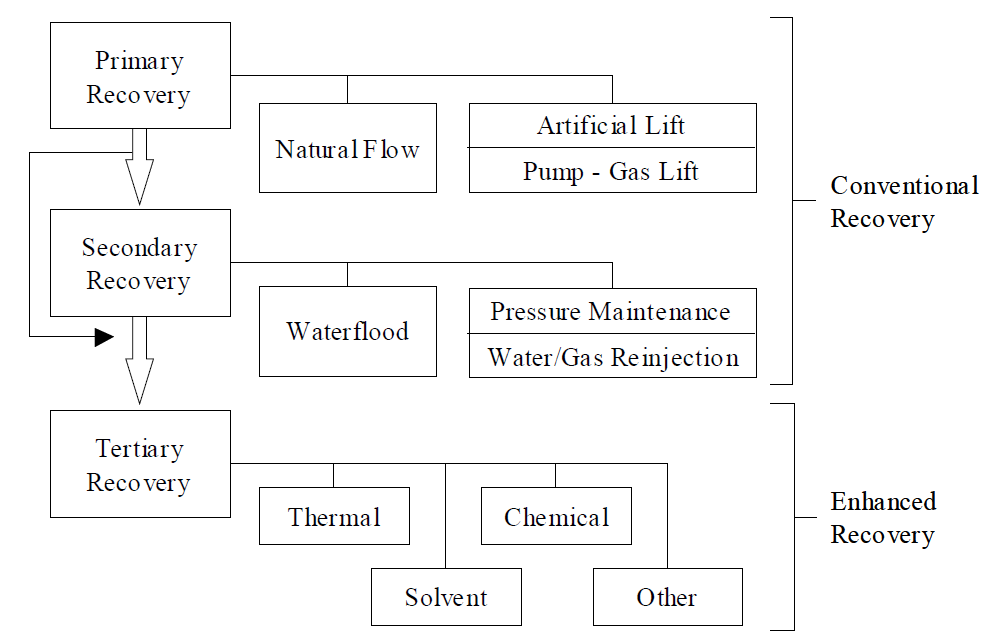 Primary
Recovery
Natural Flow
Artificial Lift
Pump - Gas Lift
Conventional
Recovery
Secondary
Recovery
Waterflood
Pressure Maintenance
Water/Gas Reinjection
Tertiary
Recovery
Thermal
Chemical
Solvent
Other
Enhanced
Recovery